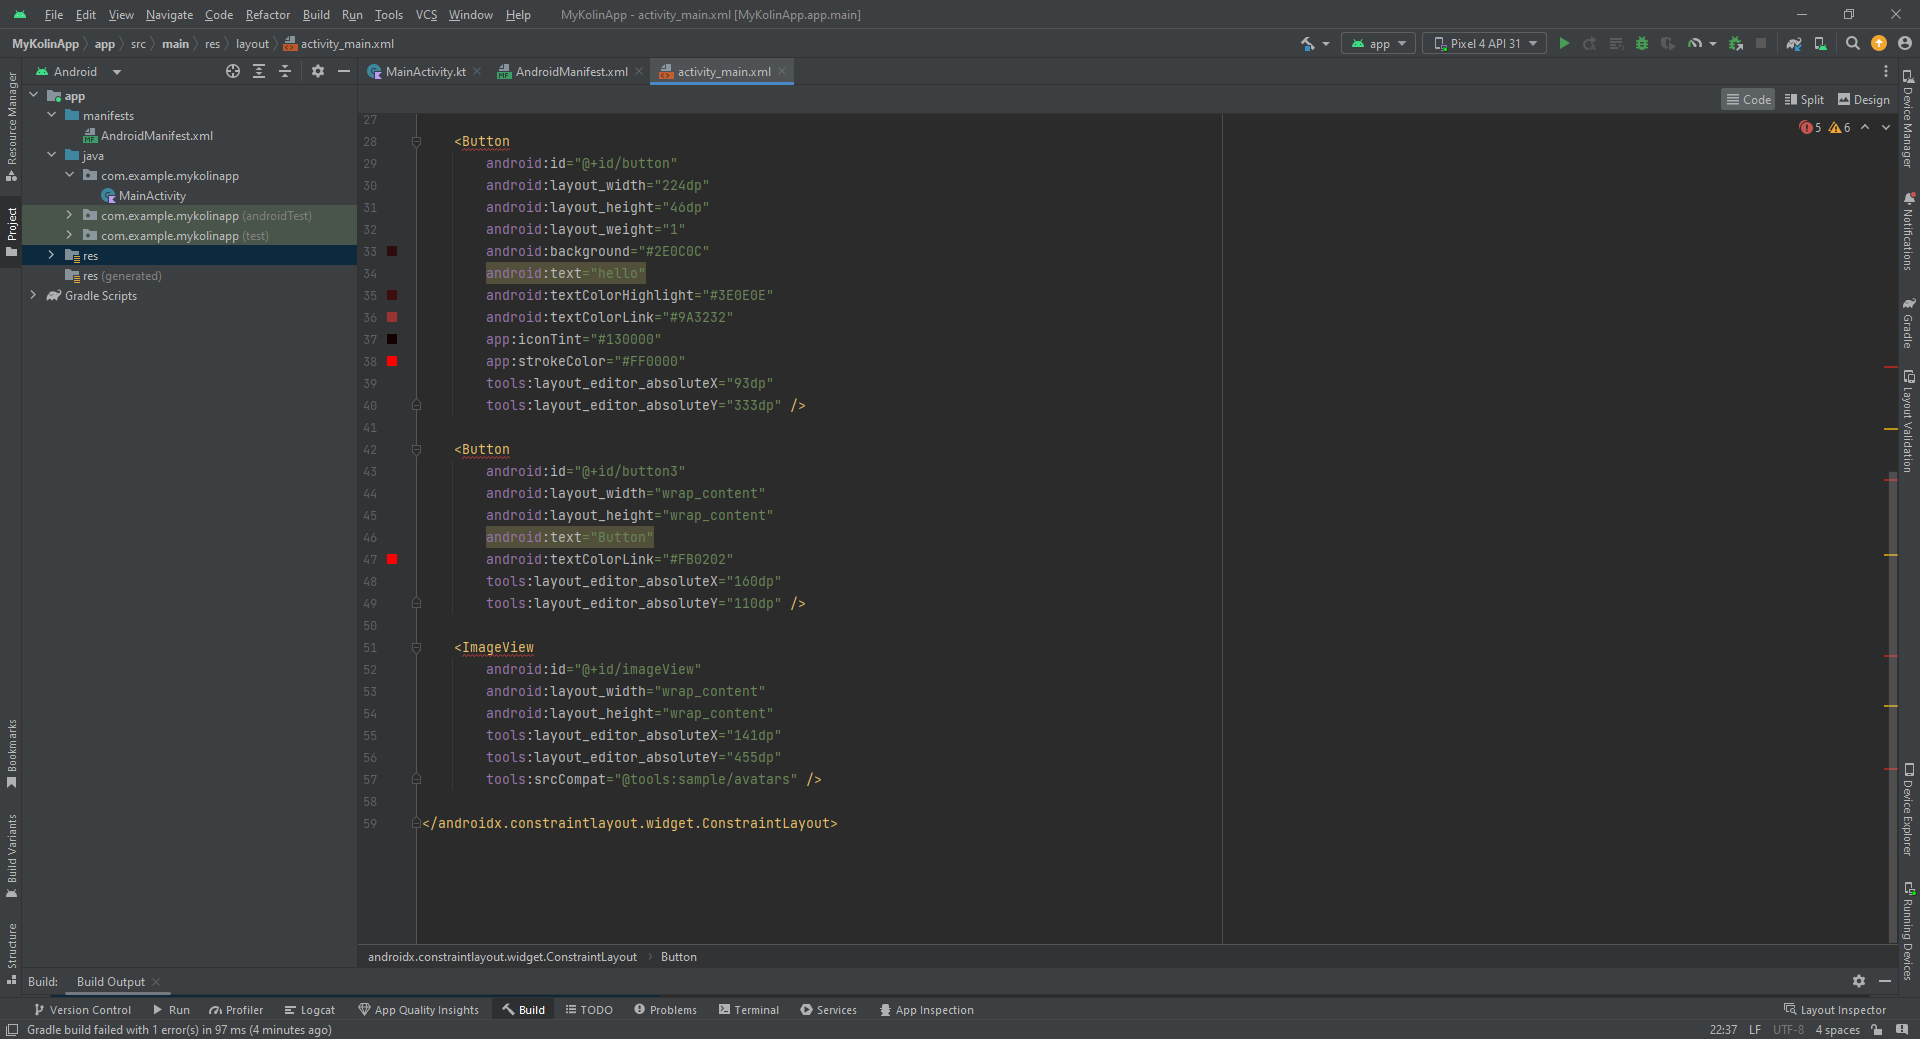 File Edit View Navigate Code Refactor Build Run Tools VCS Window Help MyKolinApp - activity_main.xml [MyKolinApp.app.main]
MyKolinApp app src main res layout activity_main.xml app Pixel 4 API 31
Android MainActivity.kt AndroidManifest.xml activity_main.xml
Code Split Design
5 6
app
manifests
AndroidManifest.xml
java
com.example.mykolinapp
MainActivity
com.example.mykolinapp (androidTest)
com.example.mykolinapp (test)
res
res (generated)
Gradle Scripts
Resource Manager
Project
Bookmarks
Build Variants
Structure
27
28 <Button
29 android:id="@+id/button"
30 android:layout_width="224dp"
31 android:layout_height="46dp"
32 android:layout_weight="1"
33 android:background="#2E0C0C"
34 android:text="hello"
35 android:textColorHighlight="#3E0E0E"
36 android:textColorLink="#9A3232"
37 app:iconTint="#130000"
38 app:strokeColor="#FF0000"
39 tools:layout_editor_absoluteX="93dp"
40 tools:layout_editor_absoluteY="333dp" />
41
42 <Button
43 android:id="@+id/button3"
44 android:layout_width="wrap_content"
45 android:layout_height="wrap_content"
46 android:text="Button"
47 android:textColorLink="#FB0202"
48 tools:layout_editor_absoluteX="160dp"
49 tools:layout_editor_absoluteY="110dp" />
50
51 <ImageView
52 android:id="@+id/imageView"
53 android:layout_width="wrap_content"
54 android:layout_height="wrap_content"
55 tools:layout_editor_absoluteX="141dp"
56 tools:layout_editor_absoluteY="455dp"
57 tools:srcCompat="@tools:sample/avatars" />
58
59 </androidx.constraintlayout.widget.ConstraintLayout>
Device Manager
Notifications
Gradle
Layout Validation
Device Explorer
Running Devices
androidx.constraintlayout.widget.ConstraintLayout Button
Build: Build Output
Version Control Run Profiler Logcat App Quality Insights Build TODO Problems Terminal Services App Inspection Layout Inspector
Gradle build failed with 1 error(s) in 97 ms (4 minutes ago) 22:37 LF UTF-8 4 spaces